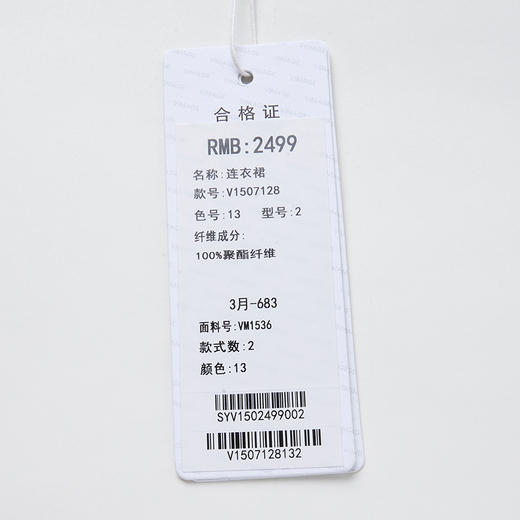 合格证
RMB:2499
名称:连衣裙
款号:V1507128
色号:13 型号:2
纤维成分:
100%聚酯纤维
3月-683
面料号:VM1536
款式数:2
颜色:13
SYV1502499002
V1507128132